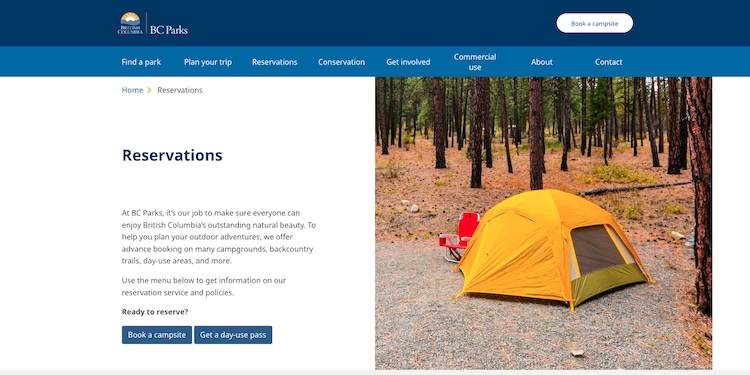 BRITISH
COLUMBIA
BC Parks
Book a campsite
Find a park
Plan your trip
Reservations
Conservation
Get involved
Commercial
use
About
Contact
Home
Reservations
Reservations
At BC Parks, it's our job to make sure everyone can
enjoy British Columbia's outstanding natural beauty. To
help you plan your outdoor adventures, we offer
advance booking on many campgrounds, backcountry
trails, day-use areas, and more.
Use the menu below to get information on our
reservation service and policies.
Ready to reserve?
Book a campsite
Get a day-use pass